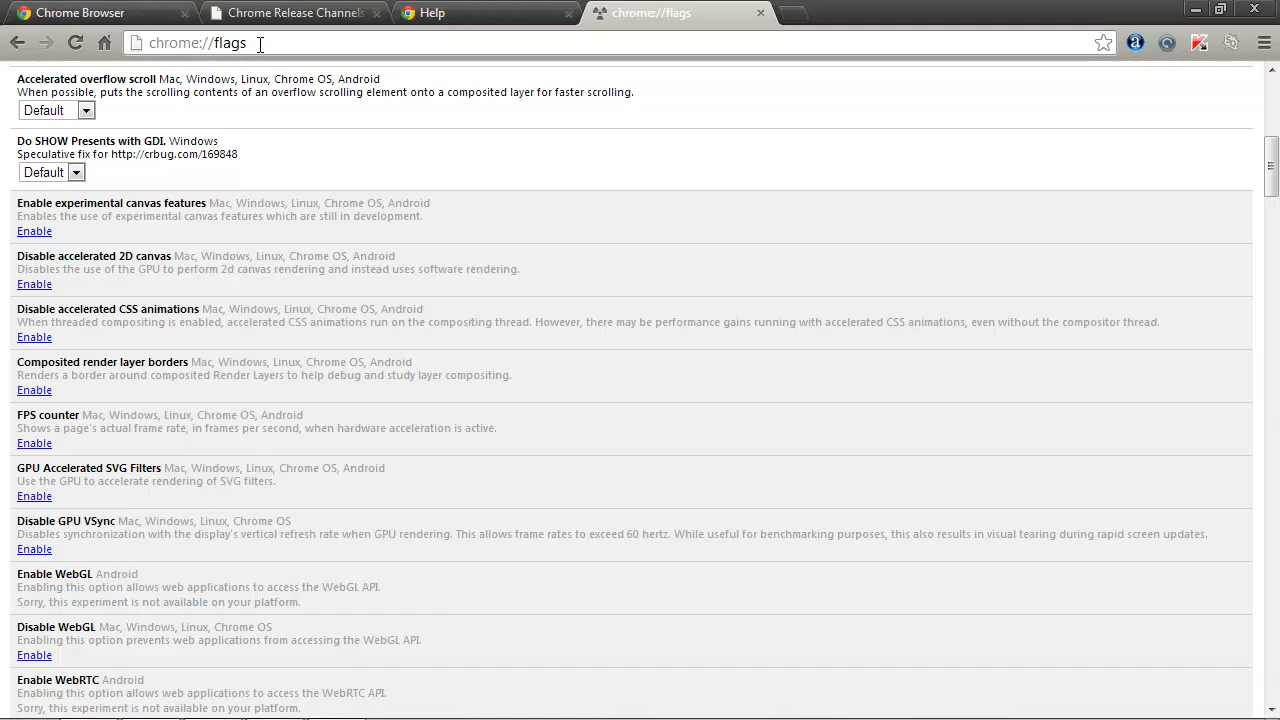 Chrome Browser
Chrome Release Channels
Help
chrome://flags
chrome://flags
Accelerated overflow scroll Mac, Windows, Linux, Chrome OS, Android
When possible, puts the scrolling contents of an overflow scrolling element onto a composited layer for faster scrolling.
Default
Do SHOW Presents with GDI. Windows
Speculative fix for http://crbug.com/169848
Default
Enable experimental canvas features Mac, Windows, Linux, Chrome OS, Android
Enables the use of experimental canvas features which are still in development.
Enable
Disable accelerated 2D canvas Mac, Windows, Linux, Chrome OS, Android
Disables the use of the GPU to perform 2d canvas rendering and instead uses software rendering.
Enable
Disable accelerated CSS animations Mac, Windows, Linux, Chrome OS, Android
When threaded compositing is enabled, accelerated CSS animations run on the compositing thread. However, there may be performance gains running with accelerated CSS animations, even without the compositor thread.
Enable
Composited render layer borders Mac, Windows, Linux, Chrome OS, Android
Renders a border around composited Render Layers to help debug and study layer compositing.
Enable
FPS counter Mac, Windows, Linux, Chrome OS, Android
Shows a page's actual frame rate, in frames per second, when hardware acceleration is active.
Enable
GPU Accelerated SVG Filters Mac, Windows, Linux, Chrome OS, Android
Use the GPU to accelerate rendering of SVG filters.
Enable
Disable GPU VSync Mac, Windows, Linux, Chrome OS
Disables synchronization with the display's vertical refresh rate when GPU rendering. This allows frame rates to exceed 60 hertz. While useful for benchmarking purposes, this also results in visual tearing during rapid screen updates.
Enable
Enable WebGL Android
Enabling this option allows web applications to access the WebGL API.
Sorry, this experiment is not available on your platform.
Disable WebGL Mac, Windows, Linux, Chrome OS
Enabling this option prevents web applications from accessing the WebGL API.
Enable
Enable WebRTC Android
Enabling this option allows web applications to access the WebRTC API.
Sorry, this experiment is not available on your platform.